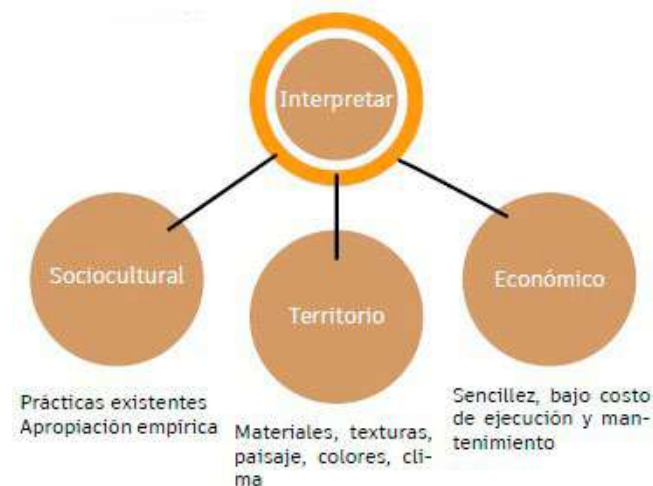 Interpretar
Sociocultural
Territorio
Económico
Prácticas existentes
Apropiación empírica
Materiales, texturas,
paisaje, colores, cli-
ma
Sencillez, bajo costo
de ejecución y man-
tenimiento